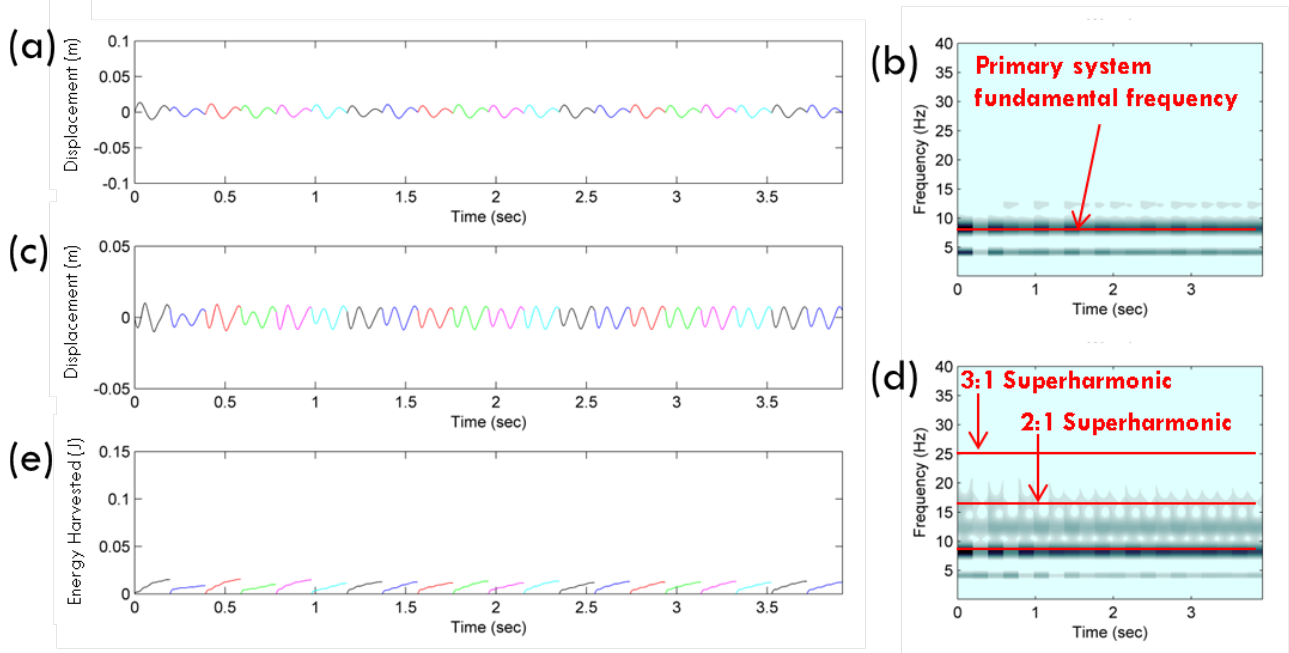 (a)
Displacement (m)
0.1
0.05
0
-0.05
-0.1
0 0.5 1 1.5 2 2.5 3 3.5
Time (sec)
(b)
Frequency (Hz)
40
35
30
25
20
15
10
5
Primary system
fundamental frequency
0 1 2 3
Time (sec)
(c)
Displacement (m)
0.05
0
-0.05
0 0.5 1 1.5 2 2.5 3 3.5
Time (sec)
(d)
Frequency (Hz)
40
35
30
25
20
15
10
5
3:1 Superharmonic
2:1 Superharmonic
0 1 2 3
Time (sec)
(e)
Energy Harvested (J)
0.15
0.1
0.05
0
0 0.5 1 1.5 2 2.5 3 3.5
Time (sec)